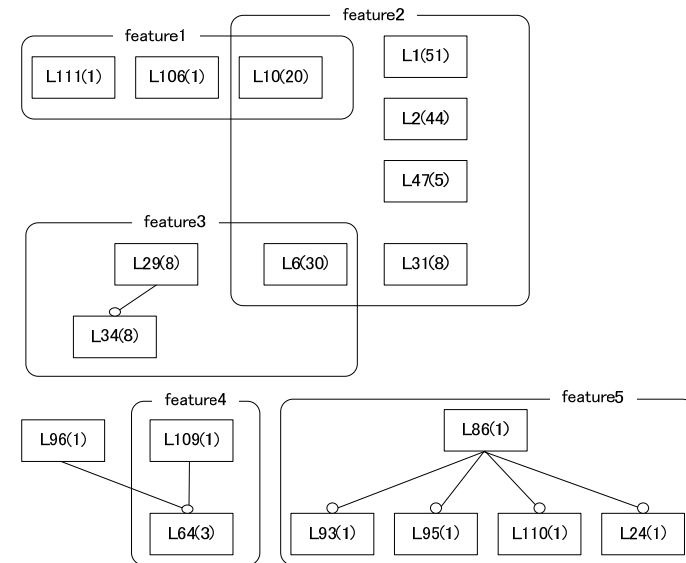 feature2
feature1
L1(51)
L111(1) L106(1) L10(20)
L2(44)
L47(5)
feature3
L29(8) L6(30) L31(8)
L34(8)
feature4 feature5
L96(1) L109(1) L86(1)
L64(3) L93(1) L95(1) L110(1) L24(1)